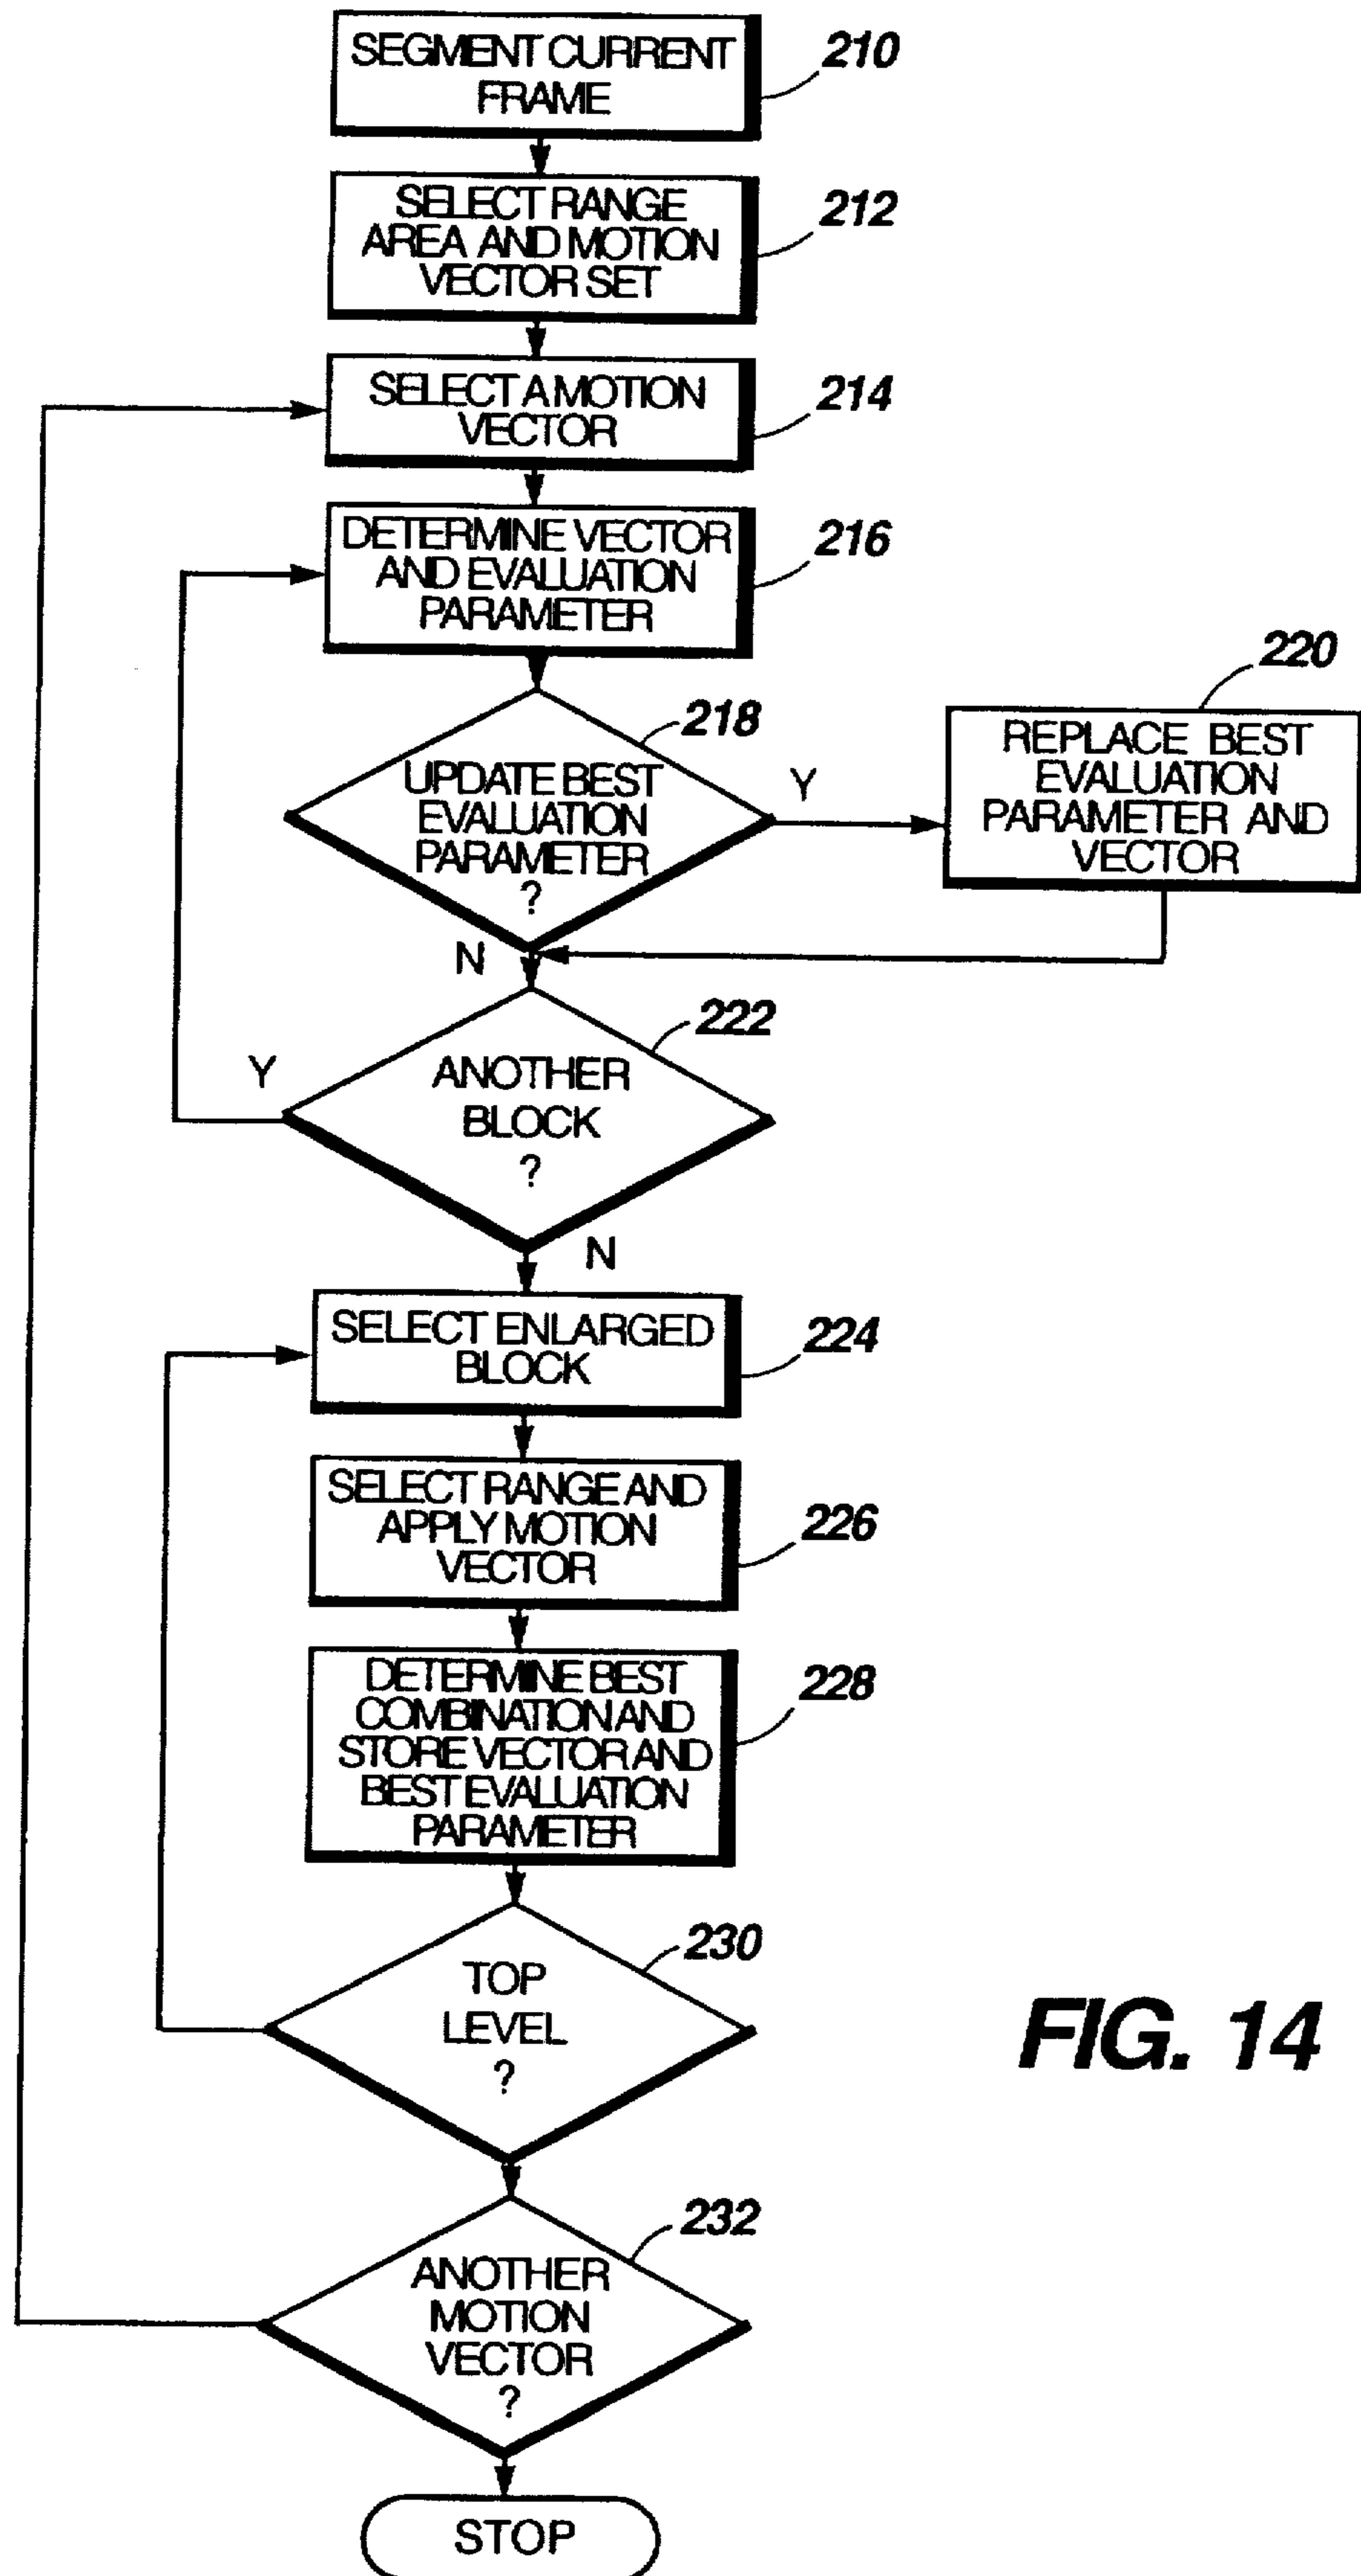 SEGMENT CURRENT
FRAME
210
SELECT RANGE
AREA AND MOTION
VECTOR SET
212
SELECT A MOTION
VECTOR
214
DETERMINE VECTOR
AND EVALUATION
PARAMETER
216
218
UPDATE BEST
EVALUATION
PARAMETER
?
Y
N
220
REPLACE BEST
EVALUATION
PARAMETER AND
VECTOR
222
ANOTHER
BLOCK
?
Y
N
SELECT ENLARGED
BLOCK
224
SELECT RANGE AND
APPLY MOTION
VECTOR
226
DETERMINE BEST
COMBINATION AND
STORE VECTOR AND
BEST EVALUATION
PARAMETER
228
230
TOP
LEVEL
?
FIG. 14
232
ANOTHER
MOTION
VECTOR
?
STOP